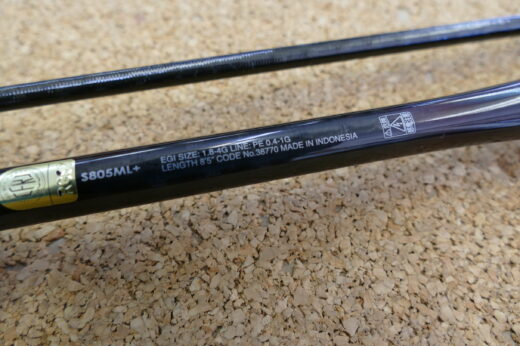 S805ML+
EGI SIZE: 1.8-4G LINE: PE 0.4-1G
LENGTH 8'5" CODE No.38770 MADE IN INDONESIA